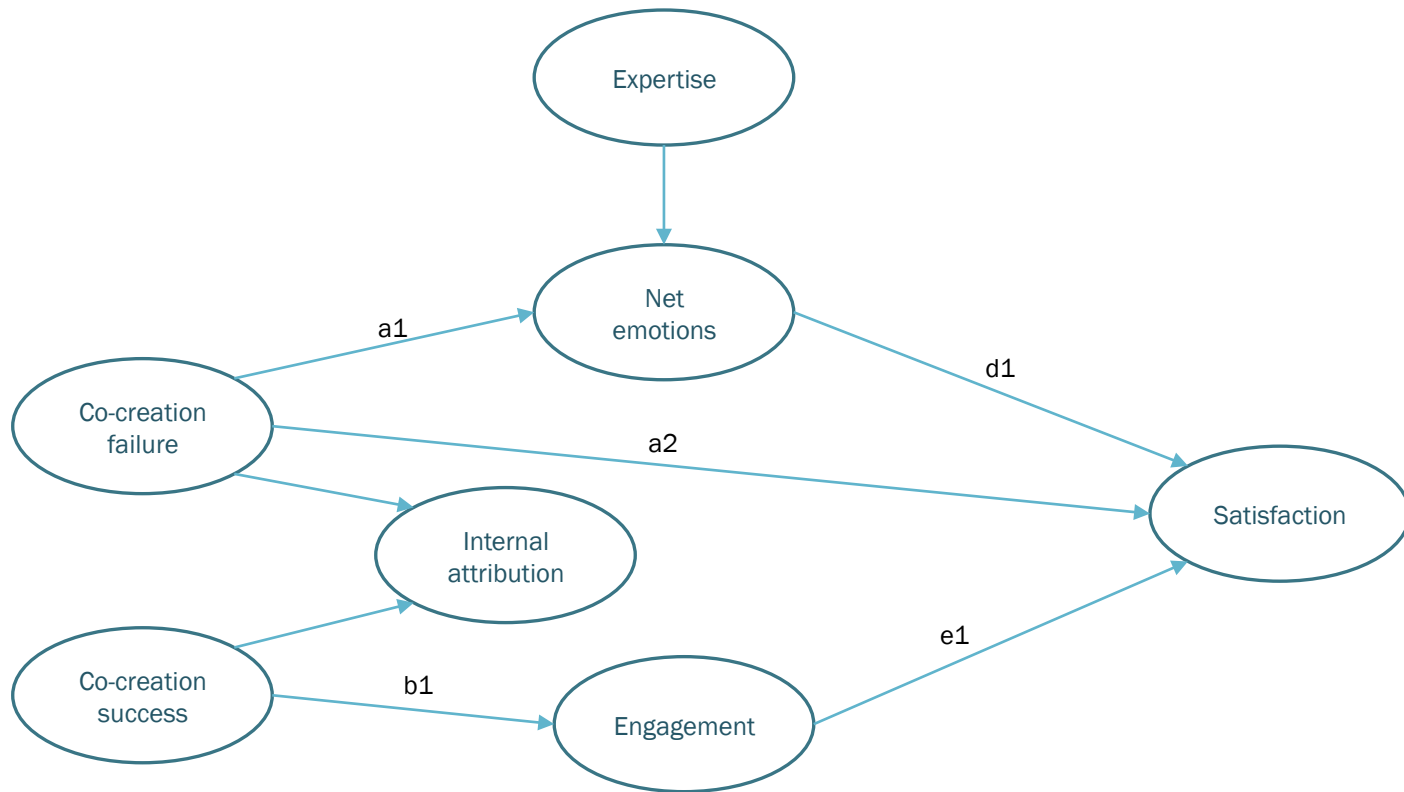 Expertise
Net
emotions
a1
d1
Co-creation
failure
a2
Satisfaction
Internal
attribution
e1
Co-creation
success
b1
Engagement